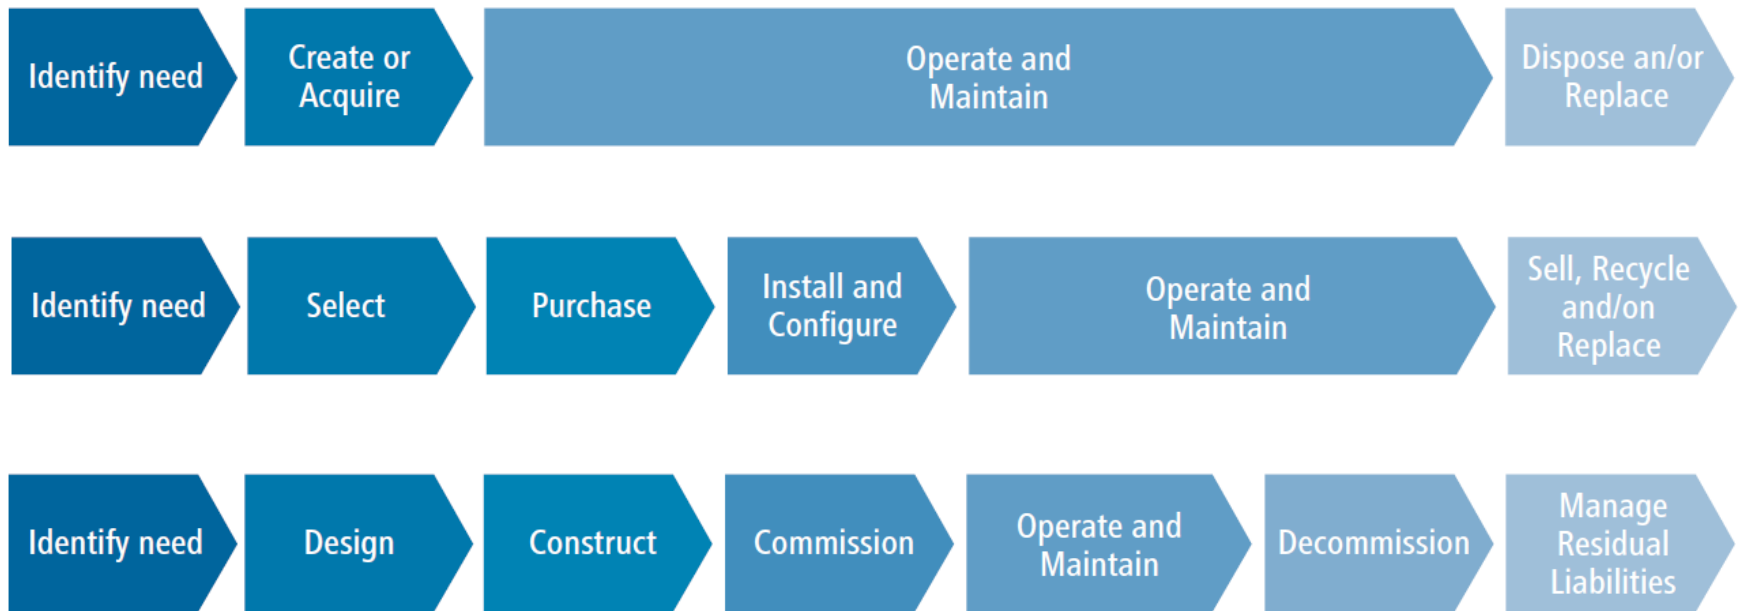 Identify need
Create or
Acquire
Operate and
Maintain
Dispose an/or
Replace
Identify need
Select
Purchase
Install and
Configure
Operate and
Maintain
Sell, Recycle
and/on
Replace
Identify need
Design
Construct
Commission
Operate and
Maintain
Decommission
Manage
Residual
Liabilities